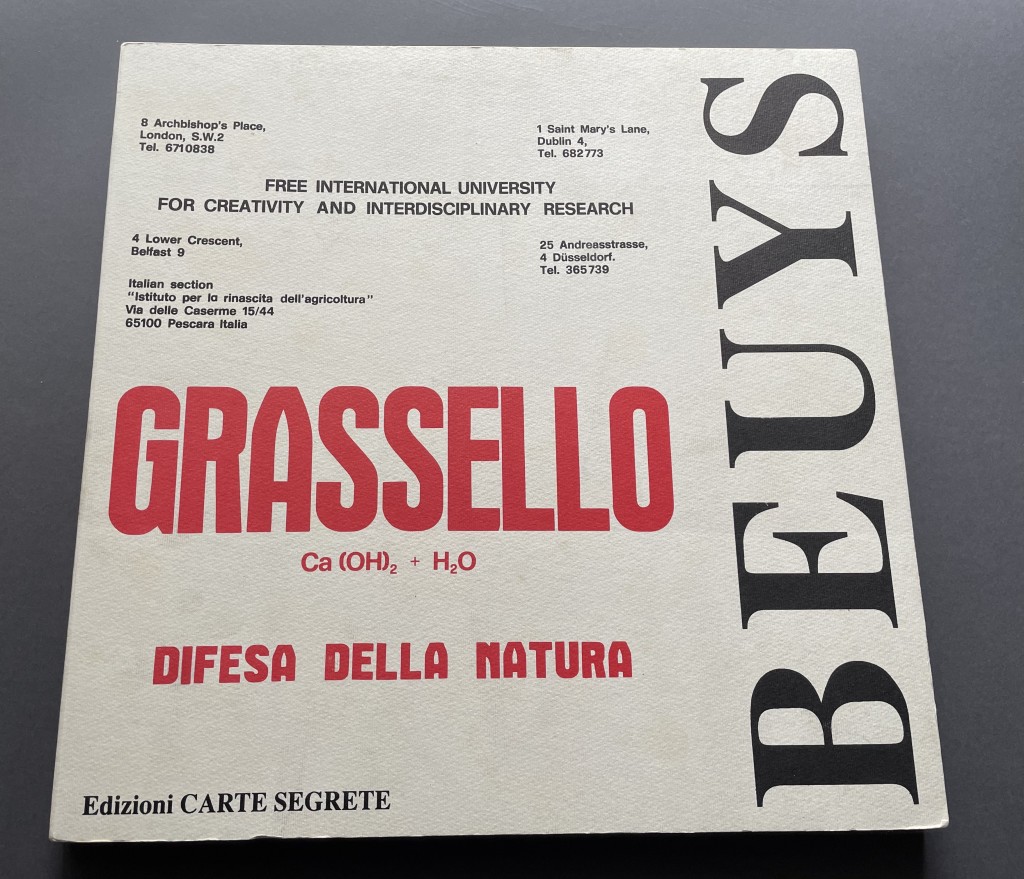 8 Archbishop's Place,
London, S.W.2
Tel. 6710838
1 Saint Mary's Lane,
Dublin 4,
Tel. 682773
FREE INTERNATIONAL UNIVERSITY
FOR CREATIVITY AND INTERDISCIPLINARY RESEARCH
4 Lower Crescent,
Belfast 9
25 Andreasstrasse,
4 Düsseldorf.
Tel. 365739
Italian section
"Istituto per la rinascita dell'agricoltura"
Via delle Caserme 15/44
65100 Pescara Italia
GRASSELLO
Ca (OH)₂ + H₂O
DIFESA DELLA NATURA
Edizioni CARTE SEGRETE
BEUYS